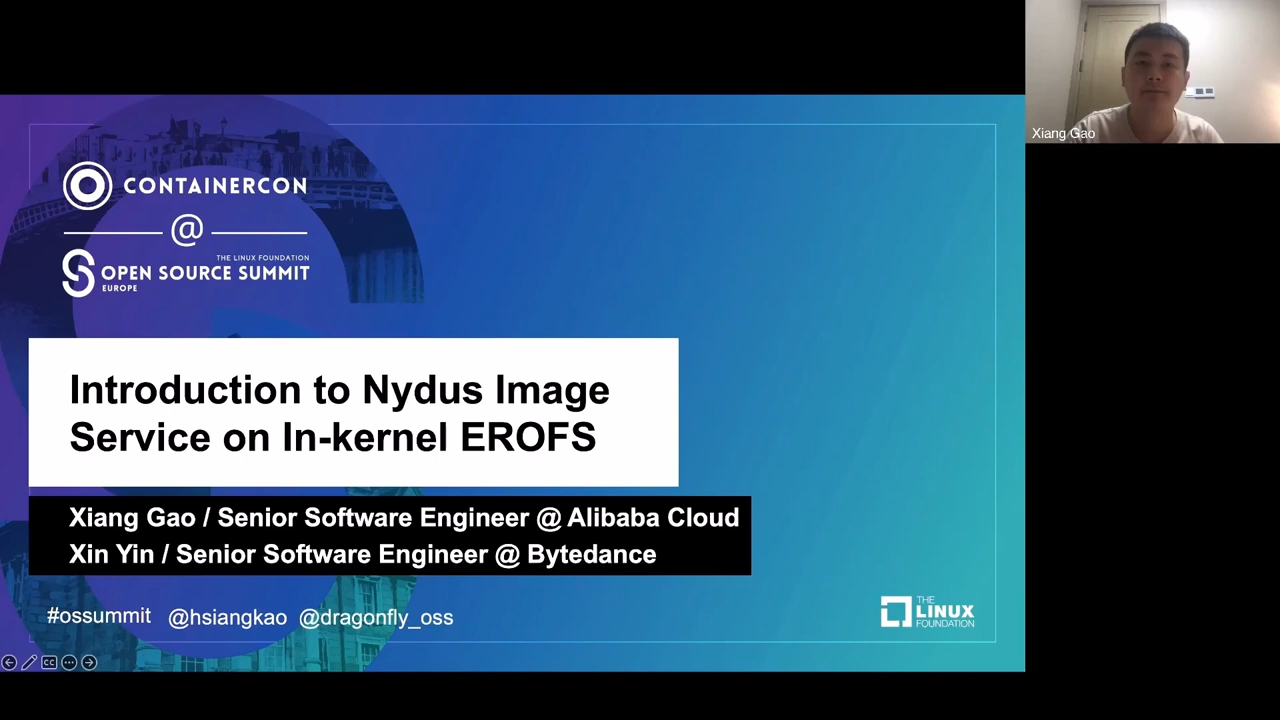 CONTAINERCON
@
THE LINUX FOUNDATION
OPEN SOURCE SUMMIT
EUROPE
Introduction to Nydus Image
Service on In-kernel EROFS
Xiang Gao / Senior Software Engineer @ Alibaba Cloud
Xin Yin / Senior Software Engineer @ Bytedance
#ossummit @hsiangkao @dragonfly_oss
THE
LINUX
FOUNDATION
CC
Xiang Gao